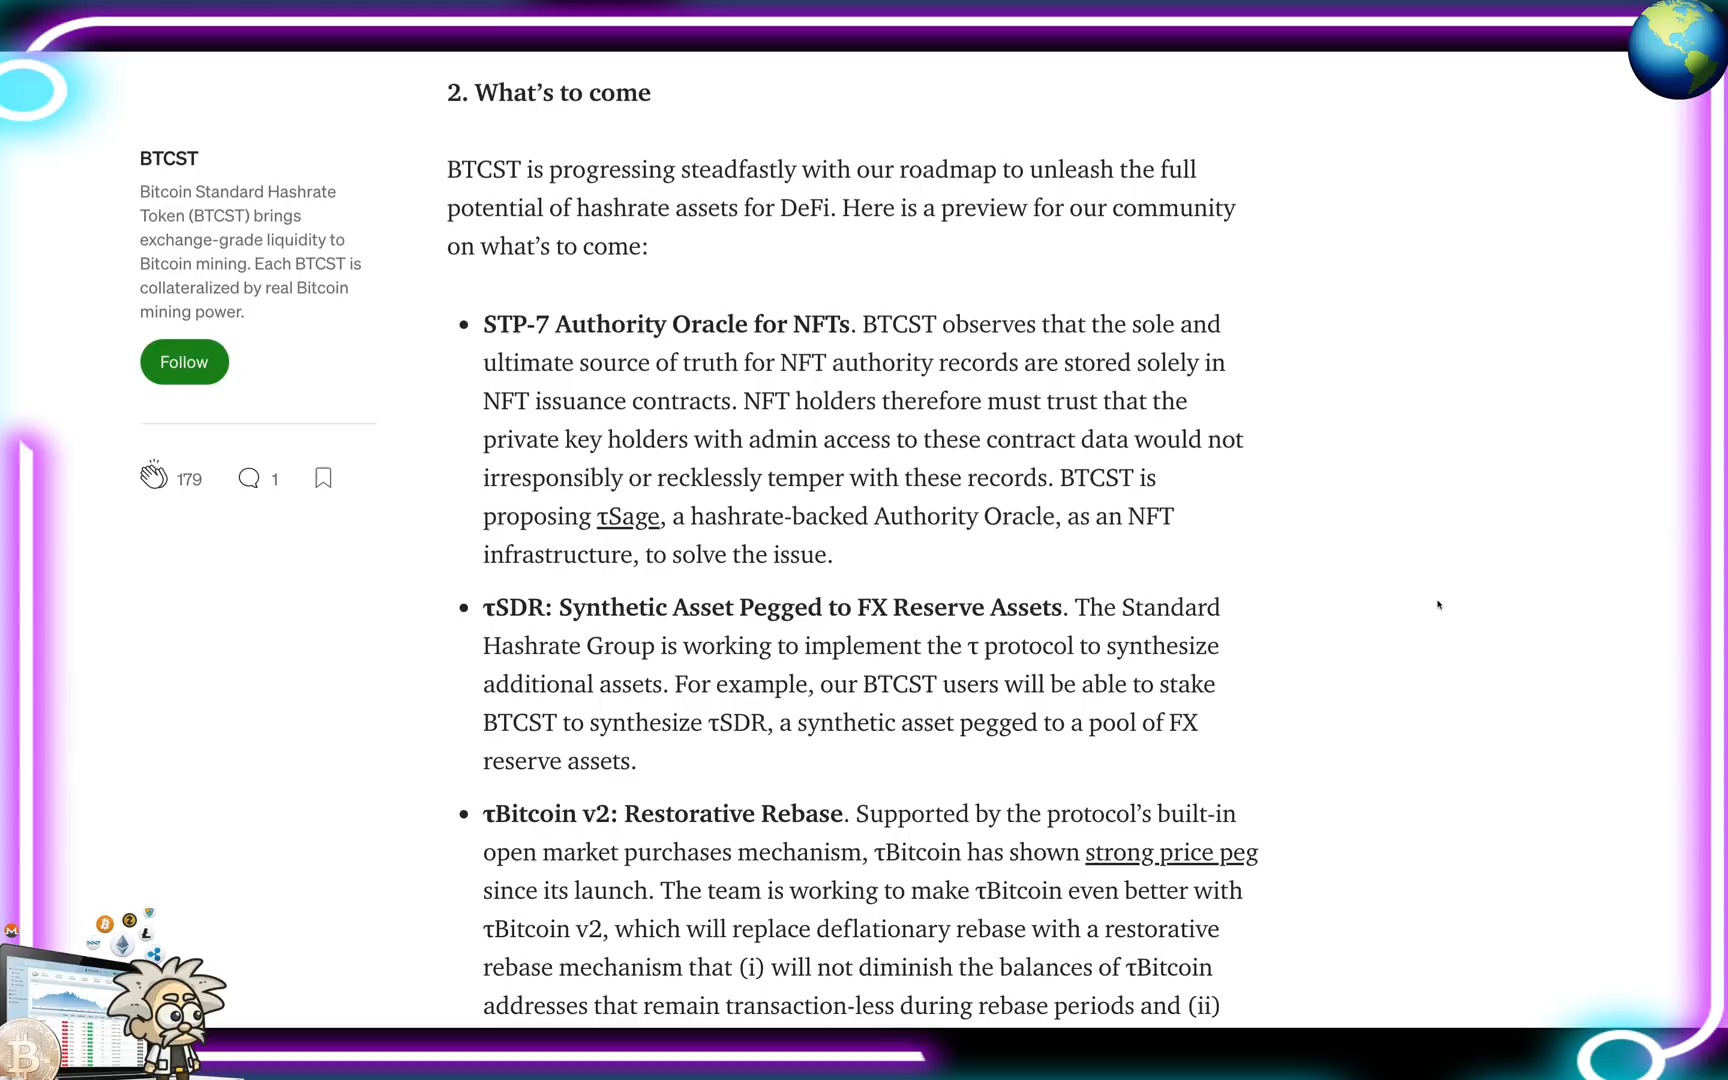 2. What’s to come
BTCST
Bitcoin Standard Hashrate
Token (BTCST) brings
exchange-grade liquidity to
Bitcoin mining. Each BTCST is
collateralized by real Bitcoin
mining power.
Follow
179 1
BTCST is progressing steadfastly with our roadmap to unleash the full
potential of hashrate assets for DeFi. Here is a preview for our community
on what’s to come:
• STP-7 Authority Oracle for NFTs. BTCST observes that the sole and
ultimate source of truth for NFT authority records are stored solely in
NFT issuance contracts. NFT holders therefore must trust that the
private key holders with admin access to these contract data would not
irresponsibly or recklessly temper with these records. BTCST is
proposing τSage, a hashrate-backed Authority Oracle, as an NFT
infrastructure, to solve the issue.
• τSDR: Synthetic Asset Pegged to FX Reserve Assets. The Standard
Hashrate Group is working to implement the τ protocol to synthesize
additional assets. For example, our BTCST users will be able to stake
BTCST to synthesize τSDR, a synthetic asset pegged to a pool of FX
reserve assets.
• τBitcoin v2: Restorative Rebase. Supported by the protocol’s built-in
open market purchases mechanism, τBitcoin has shown strong price peg
since its launch. The team is working to make τBitcoin even better with
τBitcoin v2, which will replace deflationary rebase with a restorative
rebase mechanism that (i) will not diminish the balances of τBitcoin
addresses that remain transaction-less during rebase periods and (ii)